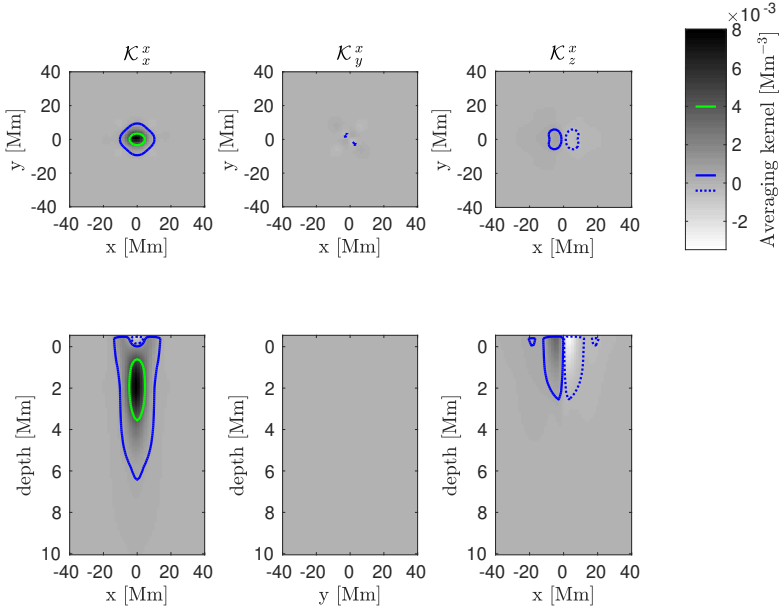 ×10⁻³
𝒦ₓˣ 𝒦ᵧˣ 𝒦_zˣ
40 40 40 8
20 20 20 6
y [Mm] 0 y [Mm] 0 y [Mm] 0 4
-20 -20 -20 0
-40 -40 -40 -2
Averaging kernel [Mm⁻³]
-40 -20 0 20 40 -40 -20 0 20 40 -40 -20 0 20 40
x [Mm] x [Mm] x [Mm]
0 0 0
2 2 2
4 4 4
depth [Mm] depth [Mm] depth [Mm]
6 6 6
8 8 8
10 10 10
-40 -20 0 20 40 -40 -20 0 20 40 -40 -20 0 20 40
x [Mm] y [Mm] x [Mm]